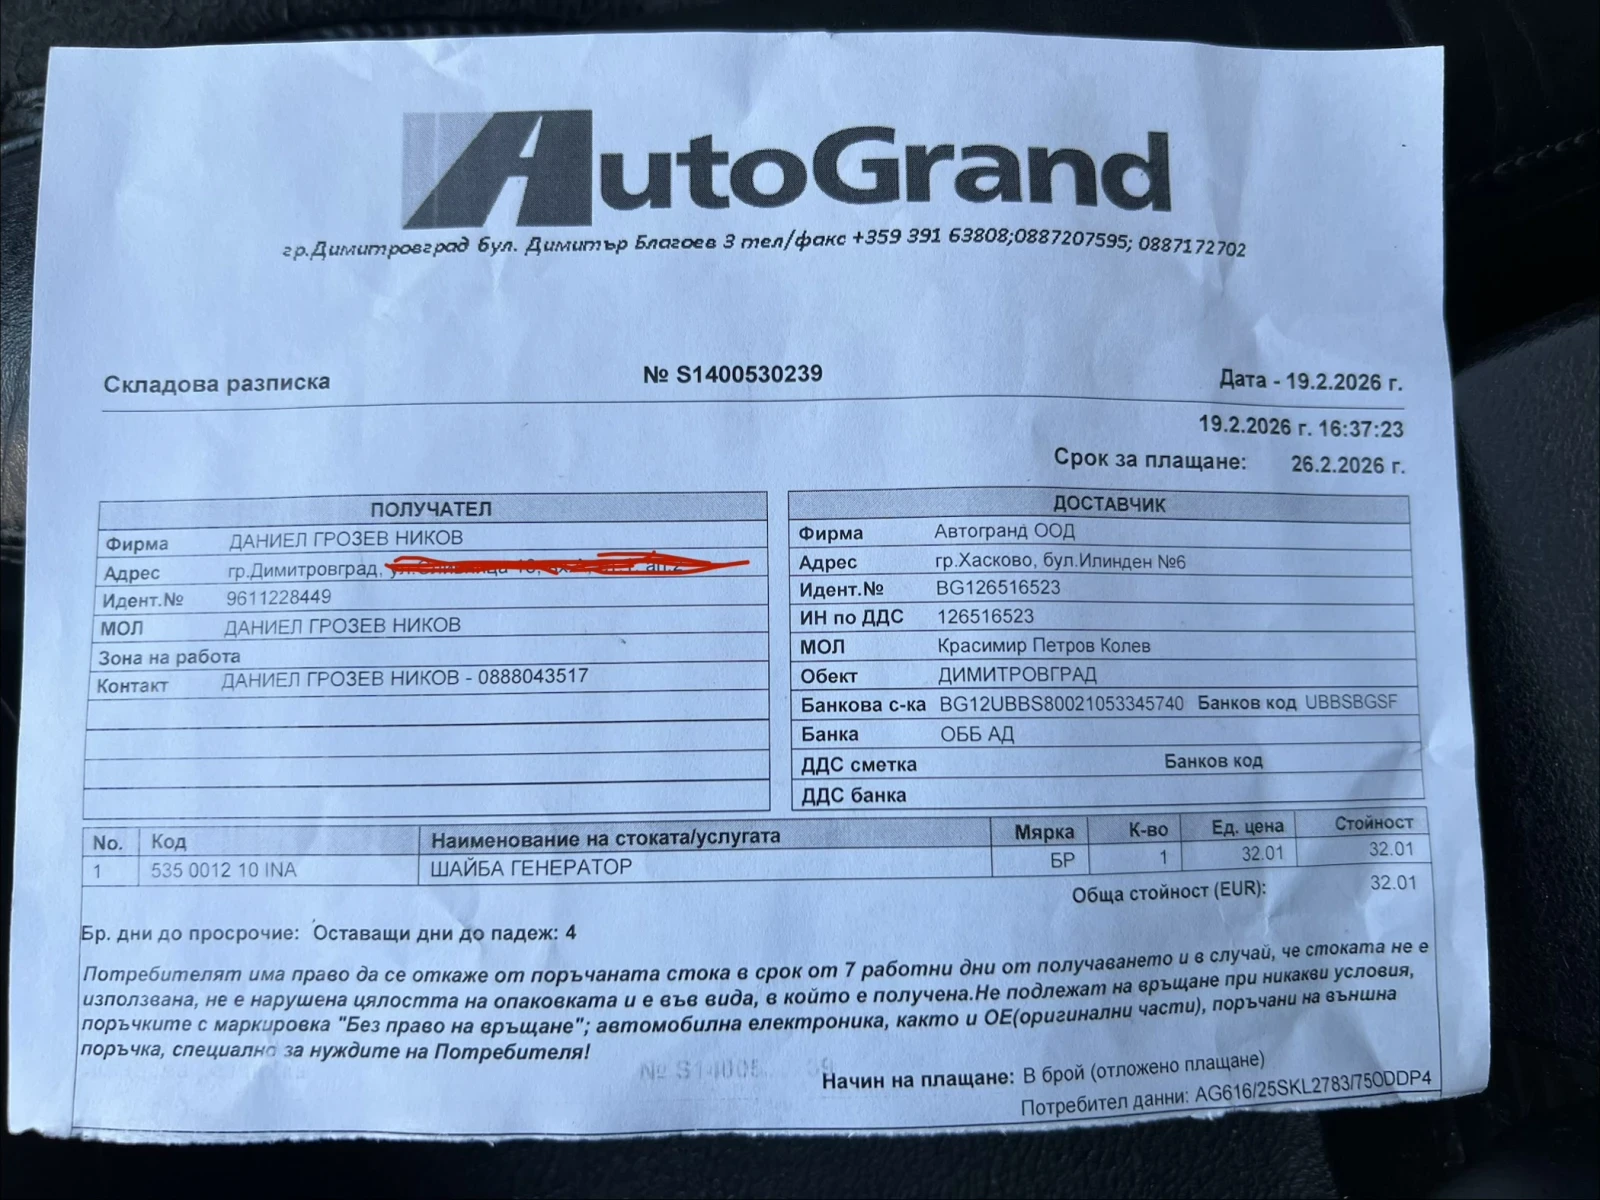 AutoGrand
гр.Димитровград бул. Димитър Благоев 3 тел/факс +359 391 63808;0887207595; 0887172702
Складова разписка № S1400530239 Дата - 19.2.2026 г.
19.2.2026 г. 16:37:23
Срок за плащане: 26.2.2026 г.
ПОЛУЧАТЕЛ
Фирма ДАНИЕЛ ГРОЗЕВ НИКОВ
Адрес гр.Димитровград,
Идент.№ 9611228449
МОЛ ДАНИЕЛ ГРОЗЕВ НИКОВ
Зона на работа
Контакт ДАНИЕЛ ГРОЗЕВ НИКОВ - 0888043517
ДОСТАВЧИК
Фирма Автогранд ООД
Адрес гр.Хасково, бул.Илинден №6
Идент.№ BG126516523
ИН по ДДС 126516523
МОЛ Красимир Петров Колев
Обект ДИМИТРОВГРАД
Банкова с-ка BG12UBBS80021053345740 Банков код UBBSBGSF
Банка ОББ АД
ДДС сметка Банков код
ДДС банка
No. Код Наименование на стоката/услугата Мярка К-во Ед. цена Стойност
1 535 0012 10 INA ШАЙБА ГЕНЕРАТОР БР 1 32.01 32.01
Обща стойност (EUR): 32.01
Бр. дни до просрочие: Оставащи дни до падеж: 4
Потребителят има право да се откаже от поръчаната стока в срок от 7 работни дни от получаването и в случай, че стоката не е
използвана, не е нарушена цялостта на опаковката и е във вида, в който е получена.Не подлежат на връщане при никакви условия,
поръчките с маркировка "Без право на връщане"; автомобилна електроника, както и ОЕ(оригинални части), поръчани на външна
поръчка, специално за нуждите на Потребителя!
Начин на плащане: В брой (отложено плащане)
Потребител данни: AG616/25SKL2783/75ODDP4